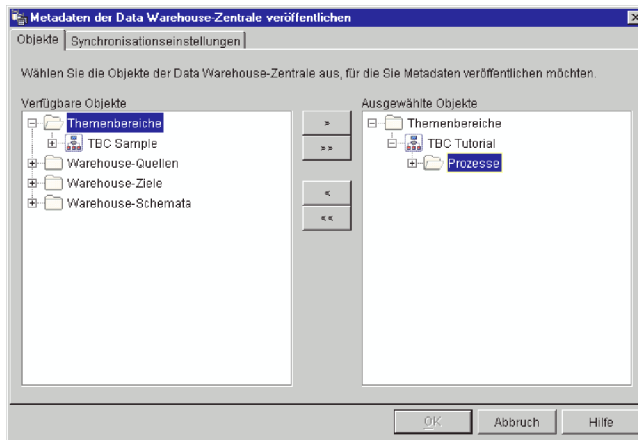 Metadaten der Data Warehouse-Zentrale veröffentlichen
Objekte
Synchronisationseinstellungen
Wählen Sie die Objekte der Data Warehouse-Zentrale aus, für die Sie Metadaten veröffentlichen möchten.
Verfügbare Objekte
Themenbereiche
TBC Sample
Warehouse-Quellen
Warehouse-Ziele
Warehouse-Schemata
>
>>
<
<<
Ausgewählte Objekte
Themenbereiche
TBC Tutorial
Prozesse
OK
Abbruch
Hilfe